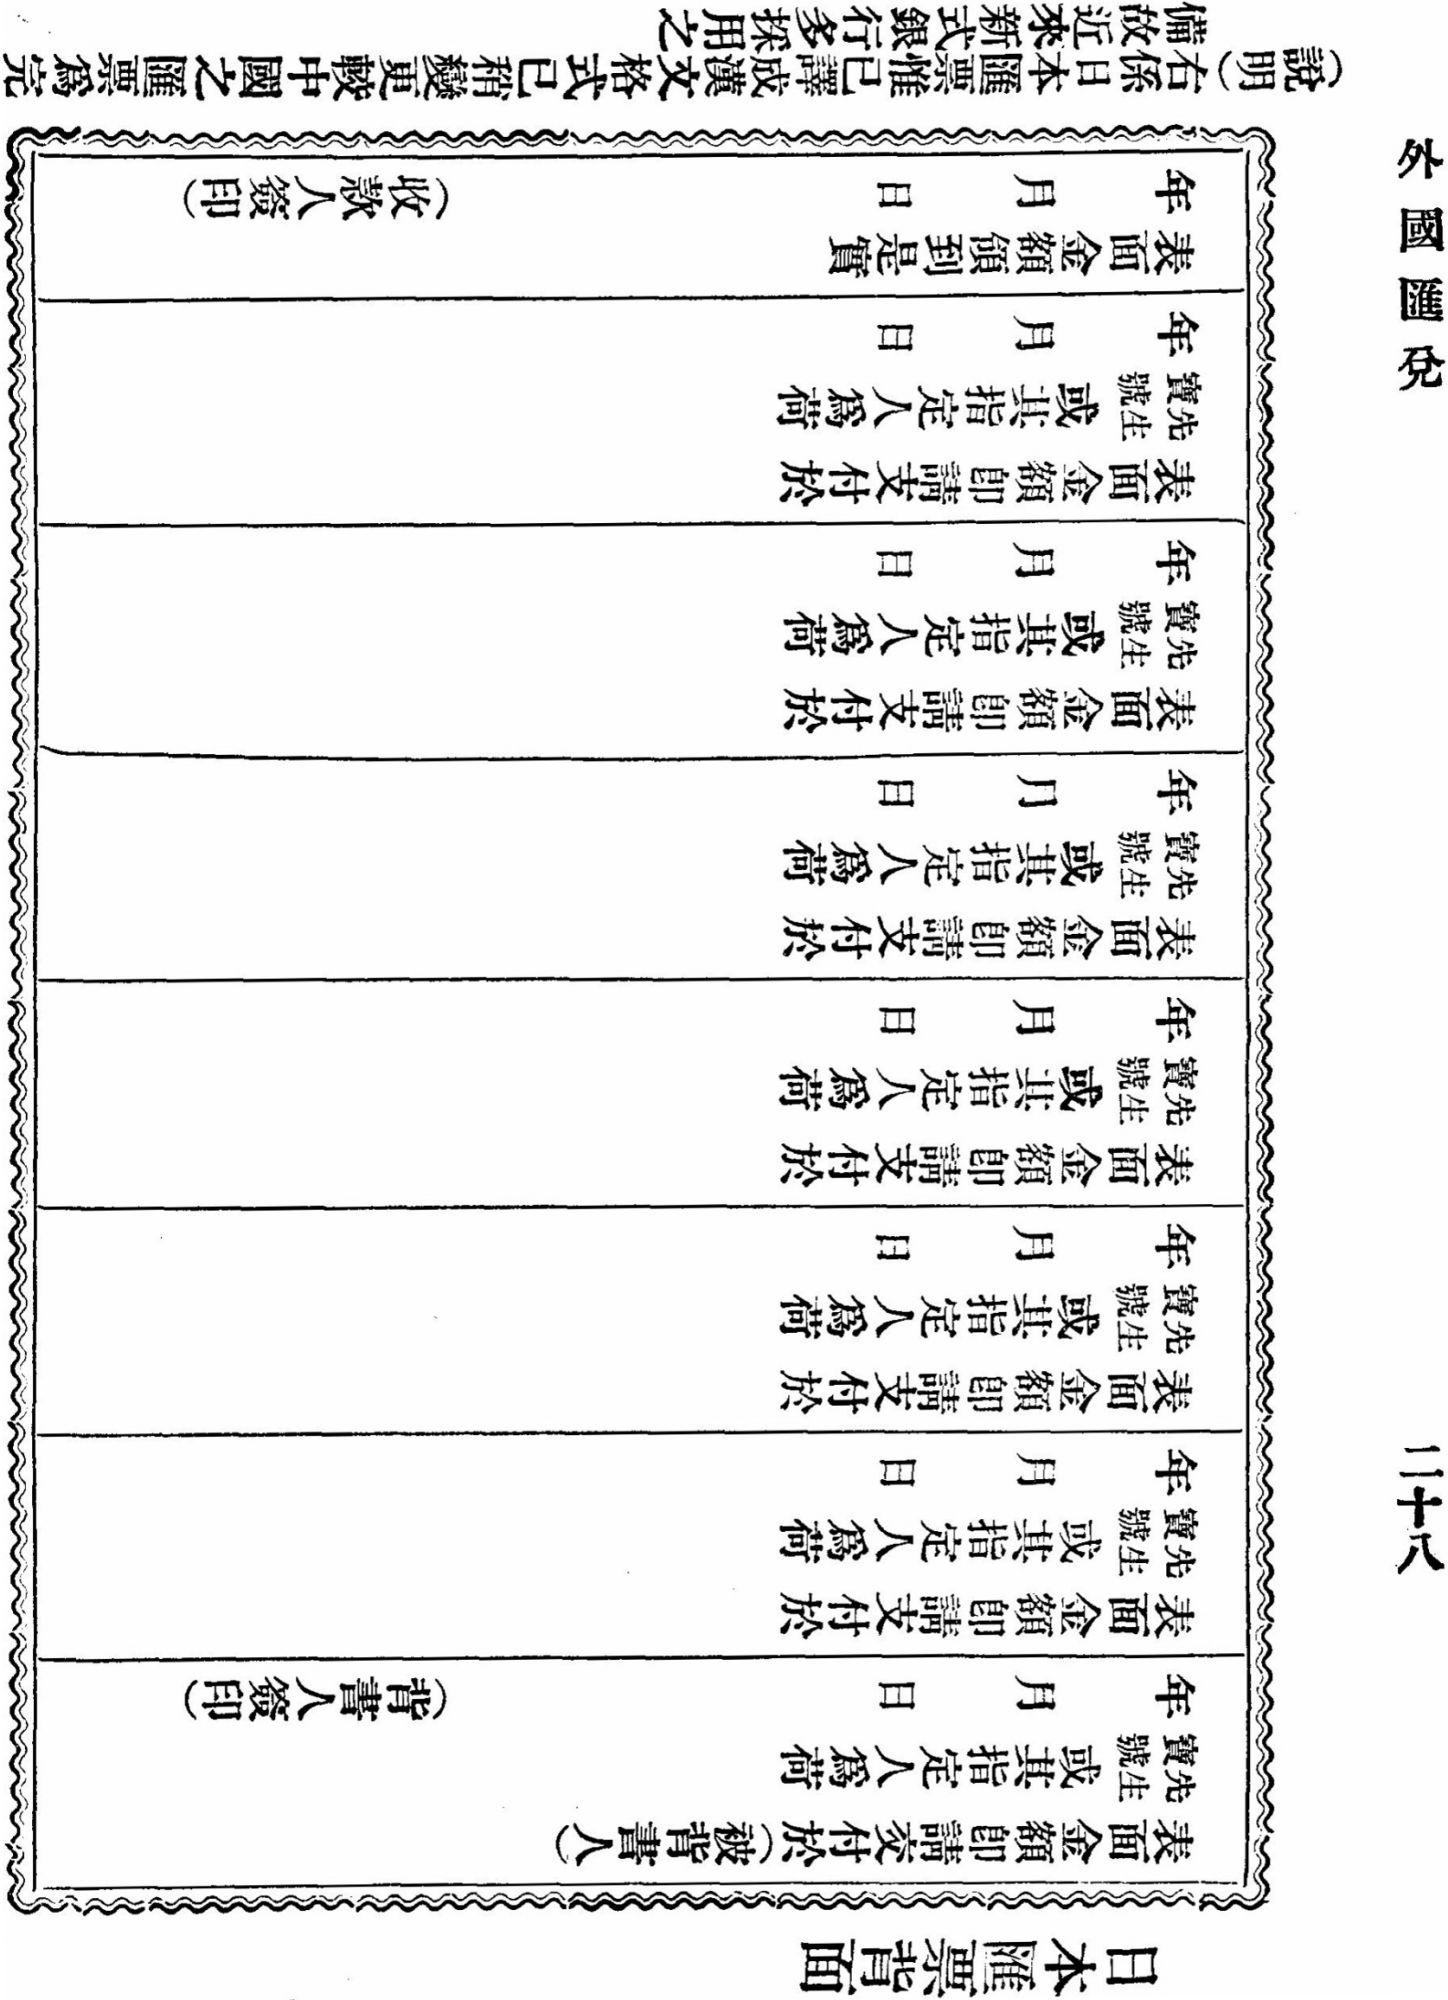 外國匯兌
二十八
日本匯票背面
表面金額卽請交付於(被背書人)
寶號先生 或其指定人爲荷
年 月 日 (背書人簽印)
表面金額卽請支付於
寶號先生 或其指定人爲荷
年 月 日
表面金額卽請支付於
寶號先生 或其指定人爲荷
年 月 日
表面金額卽請支付於
寶號先生 或其指定人爲荷
年 月 日
表面金額卽請支付於
寶號先生 或其指定人爲荷
年 月 日
表面金額卽請支付於
寶號先生 或其指定人爲荷
年 月 日
表面金額卽請支付於
寶號先生 或其指定人爲荷
年 月 日
表面金額領到是實
年 月 日 (收款人簽印)
(說明)右係日本匯票惟已譯成漢文格式已稍變更較中國之匯票爲完
備故近來新式銀行多採用之